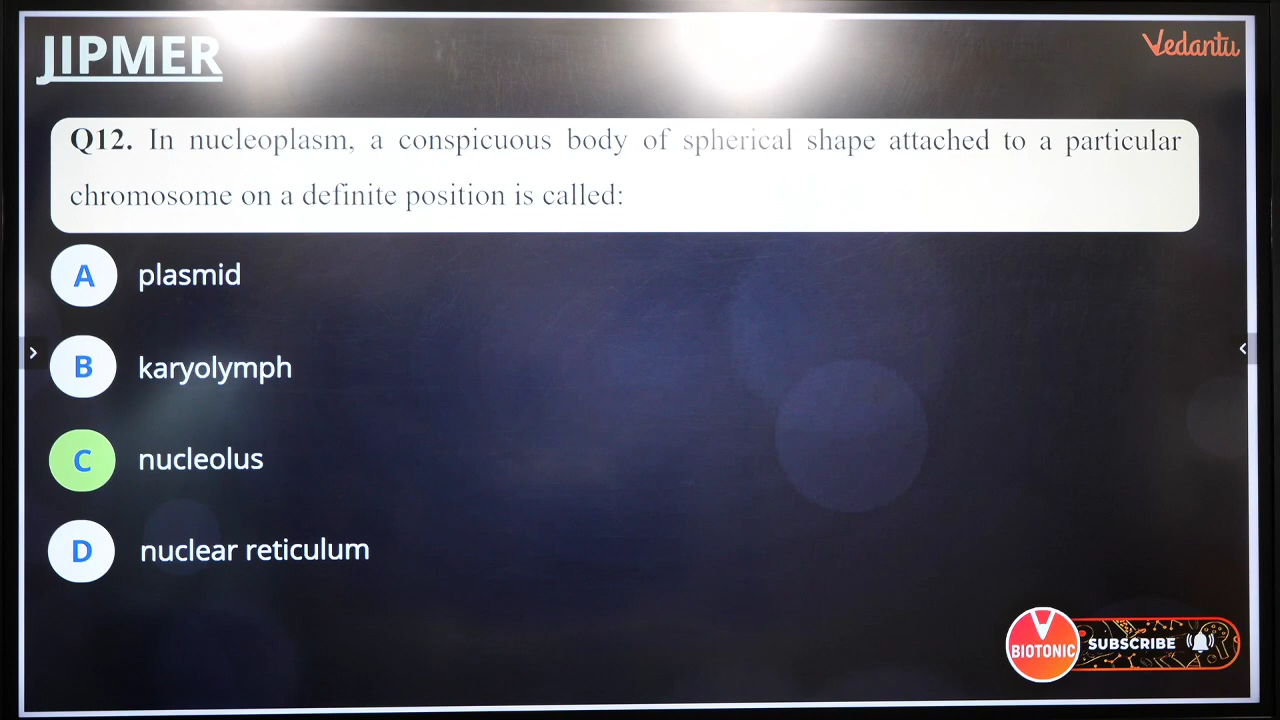 JIPMER
Vedantu
Q12. In nucleoplasm, a conspicuous body of spherical shape attached to a particular
chromosome on a definite position is called:
A plasmid
B karyolymph
C nucleolus
D nuclear reticulum
BIOTONIC
SUBSCRIBE